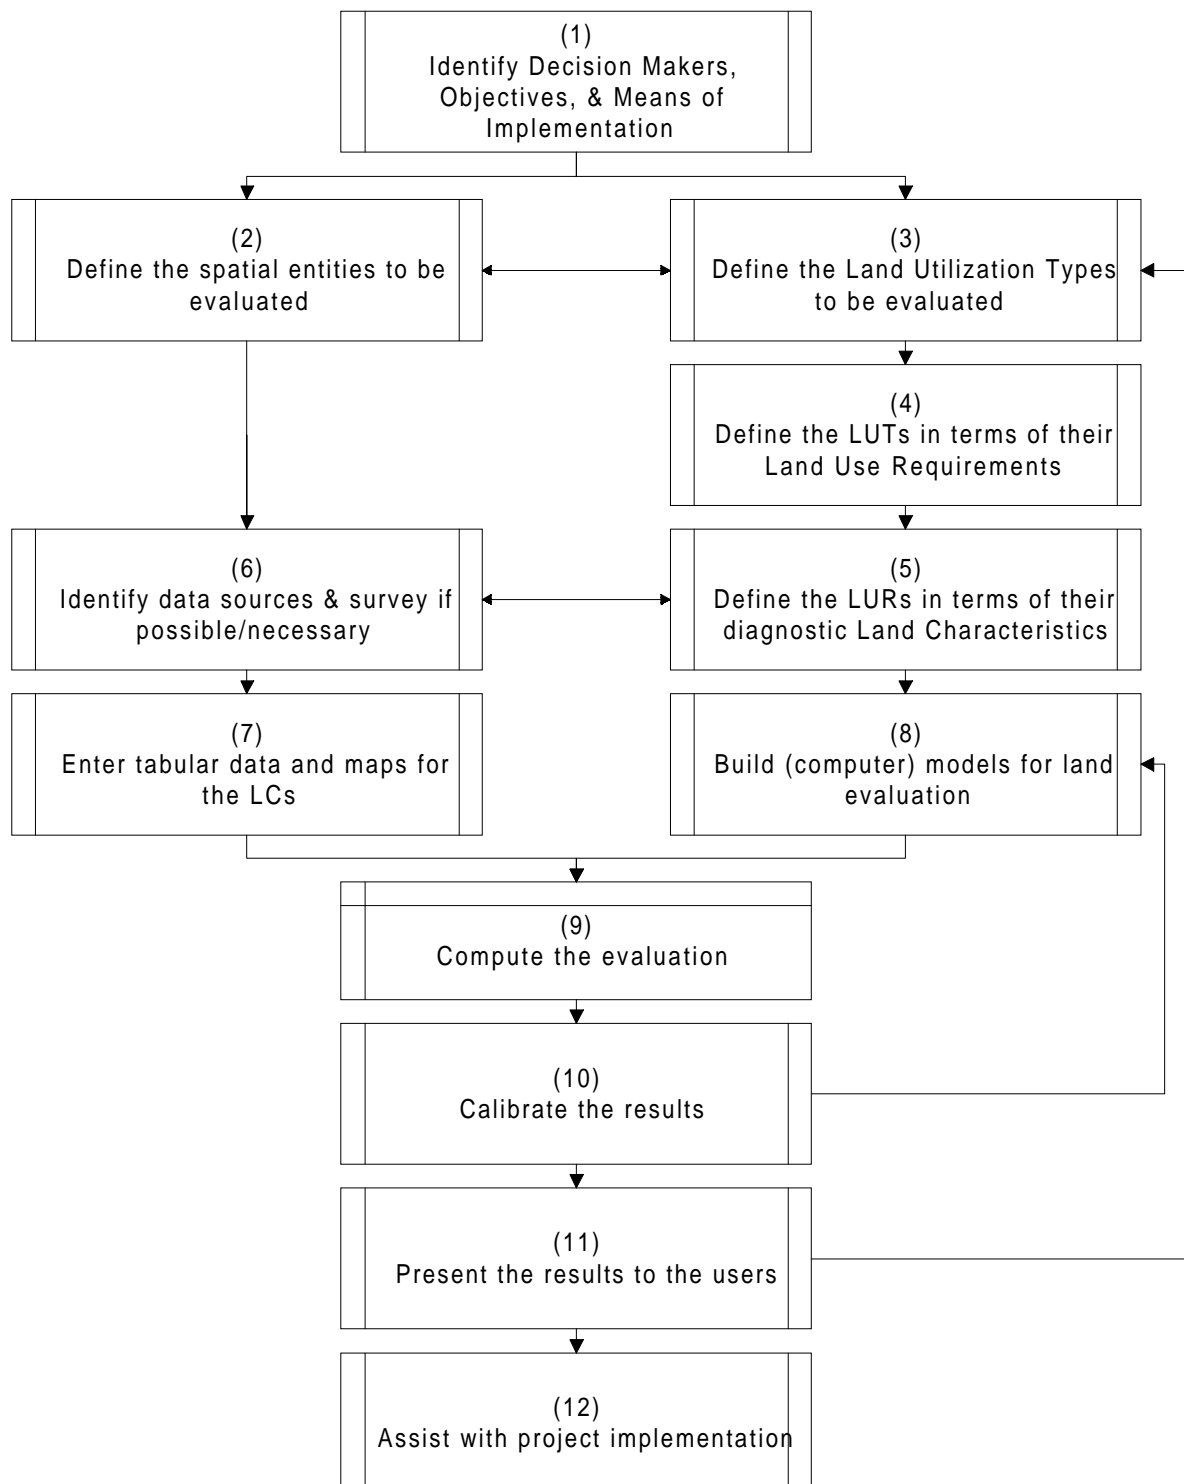 (1)
Identify Decision Makers,
Objectives, & Means of
Implementation
(2)
Define the spatial entities to be
evaluated
(3)
Define the Land Utilization Types
to be evaluated
(4)
Define the LUTs in terms of their
Land Use Requirements
(6)
Identify data sources & survey if
possible/necessary
(5)
Define the LURs in terms of their
diagnostic Land Characteristics
(7)
Enter tabular data and maps for
the LCs
(8)
Build (computer) models for land
evaluation
(9)
Compute the evaluation
(10)
Calibrate the results
(11)
Present the results to the users
(12)
Assist with project implementation